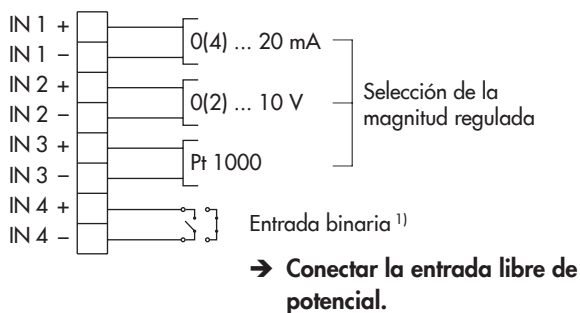 IN 1 +
0(4) ... 20 mA
IN 1 –
IN 2 +
0(2) ... 10 V
IN 2 –
Selección de la
magnitud regulada
IN 3 +
Pt 1000
IN 3 –
IN 4 +
Entrada binaria 1)
IN 4 –
➔ Conectar la entrada libre de
potencial.